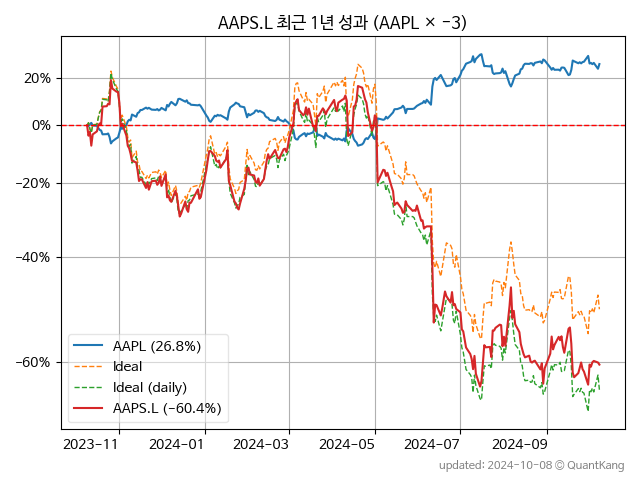 AAPS.L 최근 1년 성과 (AAPL × −3)
20%
0%
−20%
−40%
−60%
AAPL (26.8%)
Ideal
Ideal (daily)
AAPS.L (−60.4%)
2023-11
2024-01
2024-03
2024-05
2024-07
2024-09
updated: 2024-10-08 © QuantKang